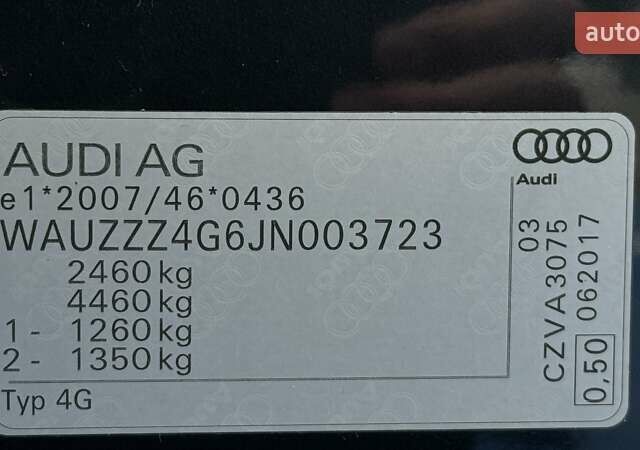 auto
AUDI AG
Audi
e1*2007/46*0436
WAUZZZ4G6JN003723
2460 kg
4460 kg
1 - 1260 kg
2 - 1350 kg
Typ 4G
03
CZVA3075
062017
0,50